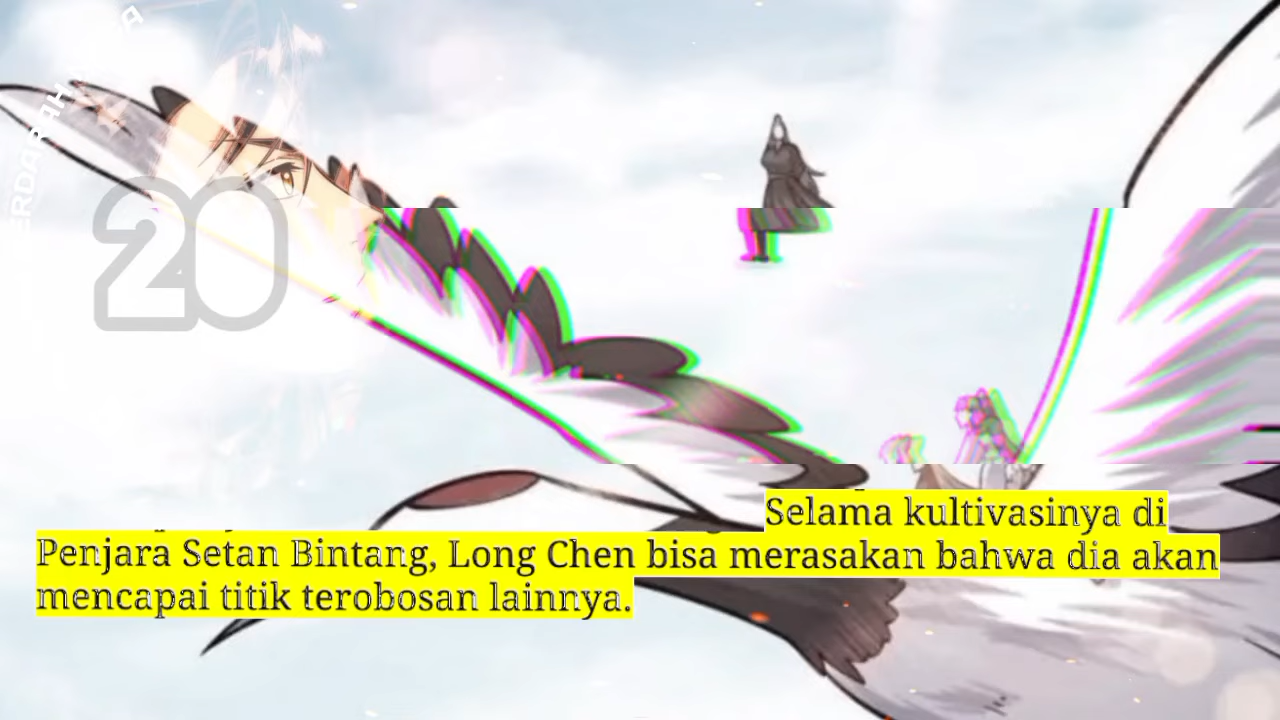 20
Selama kultivasinya di
Penjara Setan Bintang, Long Chen bisa merasakan bahwa dia akan
mencapai titik terobosan lainnya.